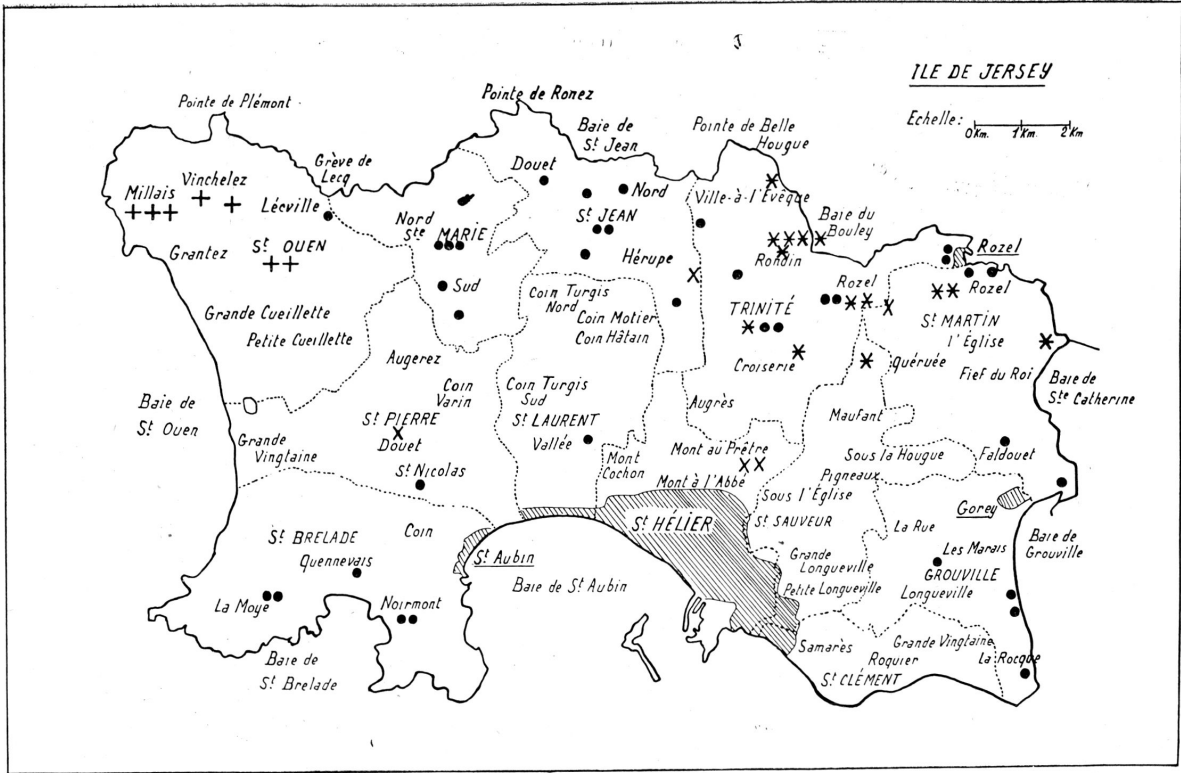 ILE DE JERSEY
Echelle: 0 Km. 1 Km 2 Km
Pointe de Plémont
Pointe de Ronez
Baie de
St Jean
Pointe de Belle
Hougue
Grève de
Lecq
Douet
Nord
Ville-à-l'Évêque
Millais
Vinchelez
Lécville
Nord
Ste MARIE
St JEAN
Baie du
Bouley
Grantez
St OUEN
Hérupe
Rondin
Rozel
Sud
Coin Turgis
Nord
Coin Motier
Coin Hâtain
Rozel
Rozel
Grande Cueillette
Petite Cueillette
TRINITÉ
St MARTIN
l'Église
Augerez
Croiserie
Quéruée
Fief du Roi
Coin
Varin
Coin Turgis
Sud
Baie de
St Ouen
Augrès
Baie de
Ste Catherine
St PIERRE
Douet
St LAURENT
Vallée
Maufant
Grande
Vingtaine
Mont
Cochon
Mont au Prêtre
Sous la Hougue
Faldouet
St Nicolas
Mont à l'Abbé
Pigneaux
Sous l'Église
Gorey
St HÉLIER
St SAUVEUR
La Rue
Baie de
Grouville
St BRELADE
Quennevais
Coin
St Aubin
Grande
Longueville
Les Marais
Baie de St Aubin
Petite Longueville
GROUVILLE
Longueville
La Moye
Noirmont
Samarès
Grande Vingtaine
Roquier
La Rocque
Baie de
St Brelade
St CLÉMENT